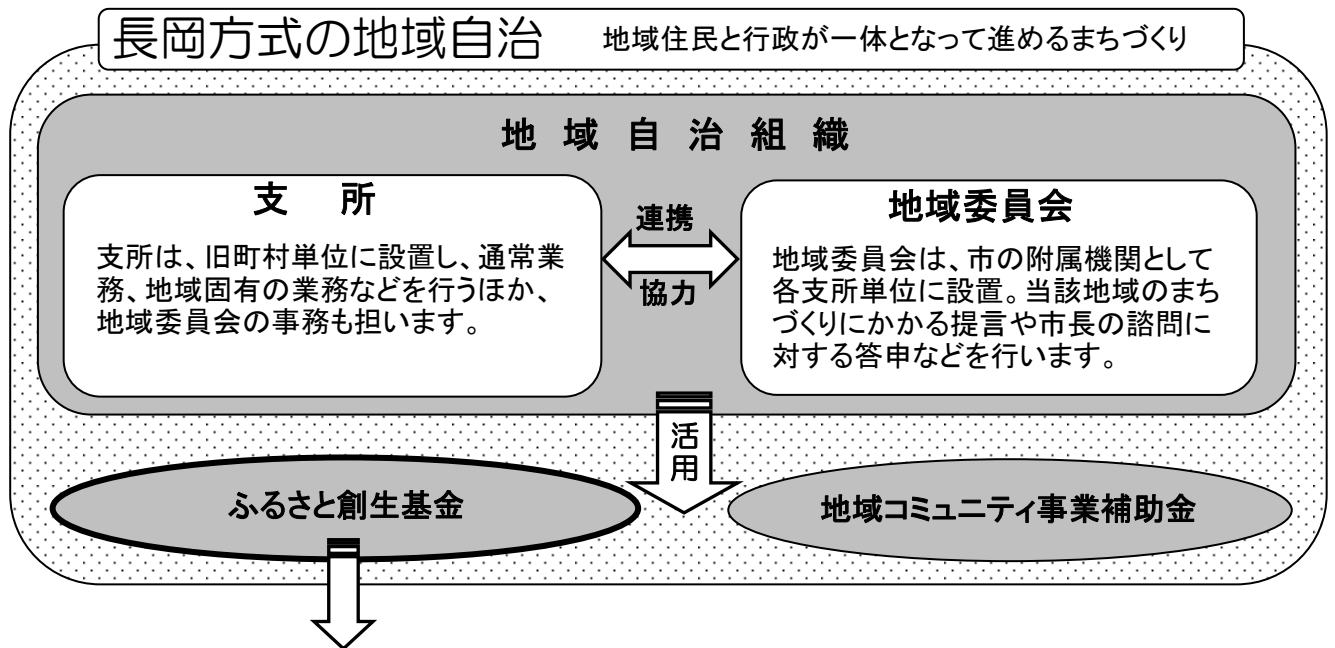 長岡方式の地域自治 地域住民と行政が一体となって進めるまちづくり
地域自治組織
支 所
支所は、旧町村単位に設置し、通常業
務、地域固有の業務などを行うほか、
地域委員会の事務も担います。
連携
協力
地域委員会
地域委員会は、市の附属機関として
各支所単位に設置。当該地域のまち
づくりにかかる提言や市長の諮問に
対する答申などを行います。
活用
ふるさと創生基金
地域コミュニティ事業補助金